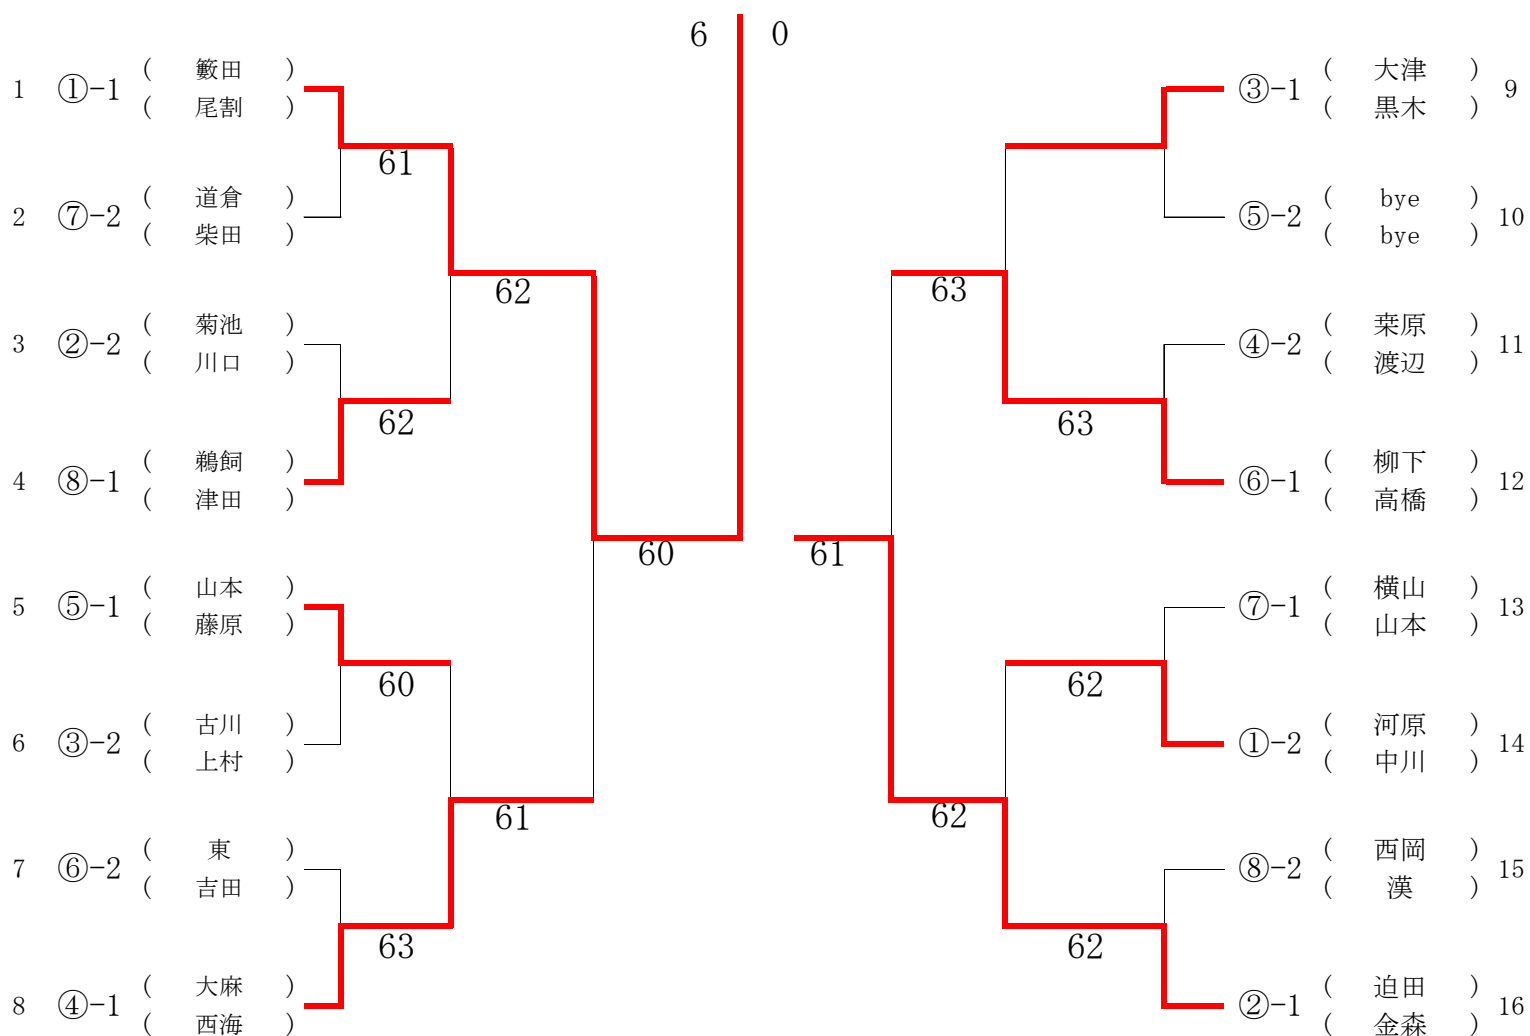 6 0
1 ①-1 ( 籔田 )
( 尾割 )
61
2 ⑦-2 ( 道倉 )
( 柴田 )
62
3 ②-2 ( 菊池 )
( 川口 )
62
4 ⑧-1 ( 鵜飼 )
( 津田 )
60
5 ⑤-1 ( 山本 )
( 藤原 )
60
6 ③-2 ( 古川 )
( 上村 )
61
7 ⑥-2 ( 東 )
( 吉田 )
63
8 ④-1 ( 大麻 )
( 西海 )
③-1 ( 大津 ) 9
( 黒木 )
⑤-2 ( bye ) 10
( bye )
63
④-2 ( 桒原 ) 11
( 渡辺 )
63
⑥-1 ( 柳下 ) 12
( 高橋 )
61
⑦-1 ( 横山 ) 13
( 山本 )
62
①-2 ( 河原 ) 14
( 中川 )
62
⑧-2 ( 西岡 ) 15
( 漢 )
62
②-1 ( 迫田 ) 16
( 金森 )